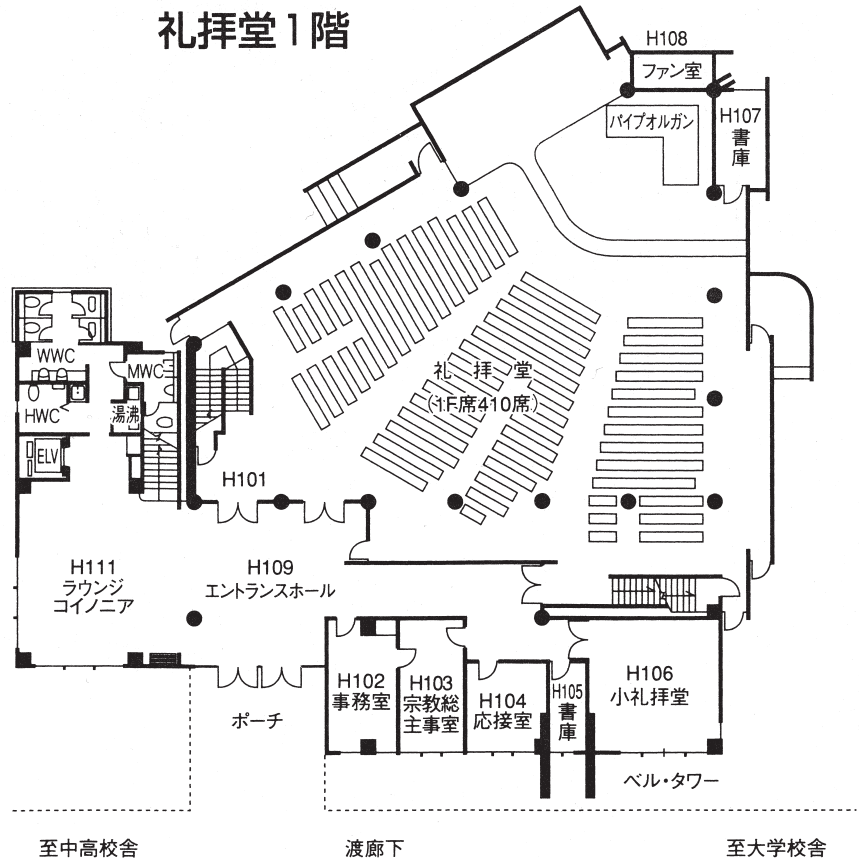 礼拝堂1階
H108
ファン室
パイプオルガン
H107
書
庫
WWC
MWC
HWC
湯沸
ELV
礼拝堂
(1F席410席)
H101
H111
ラウンジ
コイノニア
H109
エントランスホール
H102
事務室
H103
宗教総
主事室
H104
応接室
H105
書
庫
H106
小礼拝堂
ポーチ
ベル・タワー
至中高校舎
渡廊下
至大学校舎